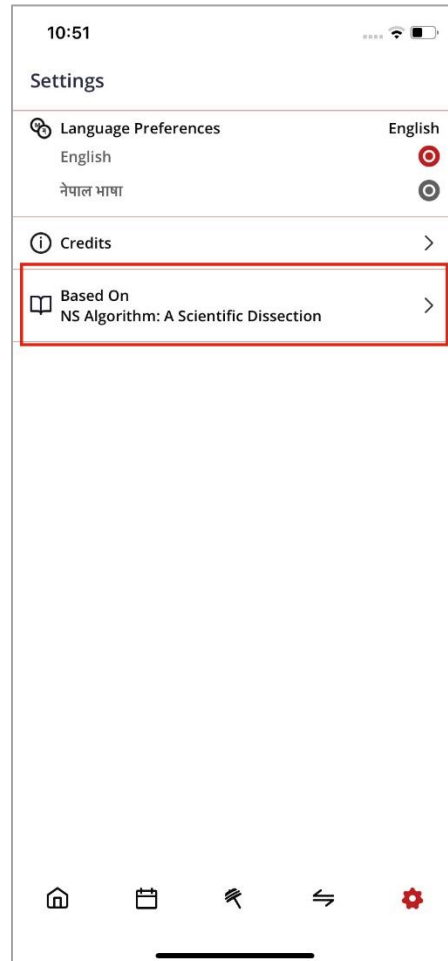 10:51
Settings
Language Preferences English
English
नेपाल भाषा
Credits
Based On
NS Algorithm: A Scientific Dissection